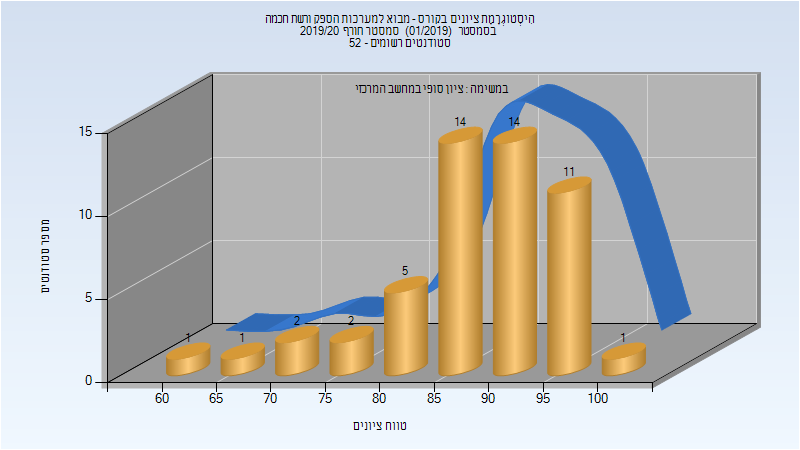 היסטוגרמת ציונים בקורס - מבוא למערכות הספק ורשת חכמה
בסמסטר (01/2019) סמסטר חורף 2019/20
סטודנטים רשומים - 52
במשימה : ציון סופי במחשב המרכזי
15
10
5
0
מספר סטודנטים
1
1
2
2
5
14
14
11
1
60 65 70 75 80 85 90 95 100
טווח ציונים